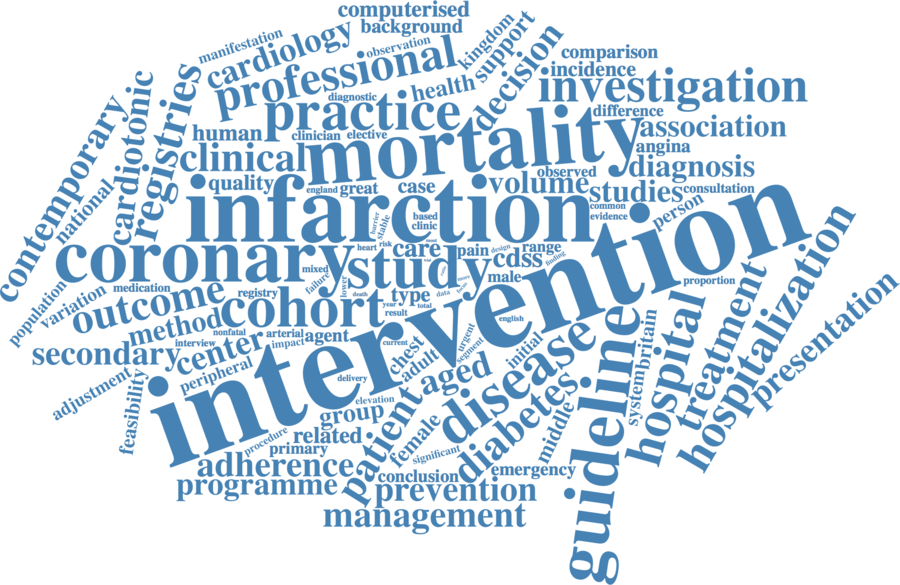 computerised
background
manifestation
cardiology
observation
kingdom
support
decision
comparison
incidence
professional
health
investigation
diagnostic
practice
difference
contemporary
cardiotonic
registries
human
clinician
elective
mortality
association
angina
clinical
observed
diagnosis
national
quality
england
great
case
volume
studies
consultation
infarction
common
evidence
person
barrier
stable
based
clinic
coronary
heart
risk
care
pain
design
range
finding
study
cdss
mixed
failure
lower
male
proportion
population
variation
medication
outcome
registry
cohort
death
type
data
year
total
result
intervention
english
method
nonfatal
arterial
agent
secondary
interview
center
impact
current
urgent
segment
initial
disease
guideline
system
britain
hospital
treatment
hospitalization
presentation
adjustment
peripheral
chest
adult
aged
feasibility
delivery
elevation
group
patient
female
diabetes
middle
procedure
related
primary
significant
adherence
conclusion
emergency
programme
prevention
management